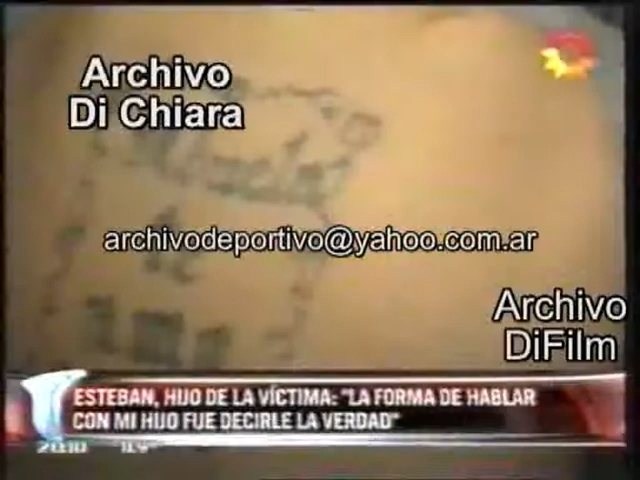 Archivo
Di Chiara
archivodeportivo@yahoo.com.ar
Archivo
DiFilm
ESTEBAN, HIJO DE LA VÍCTIMA: "LA FORMA DE HABLAR
CON MI HIJO FUE DECIRLE LA VERDAD"